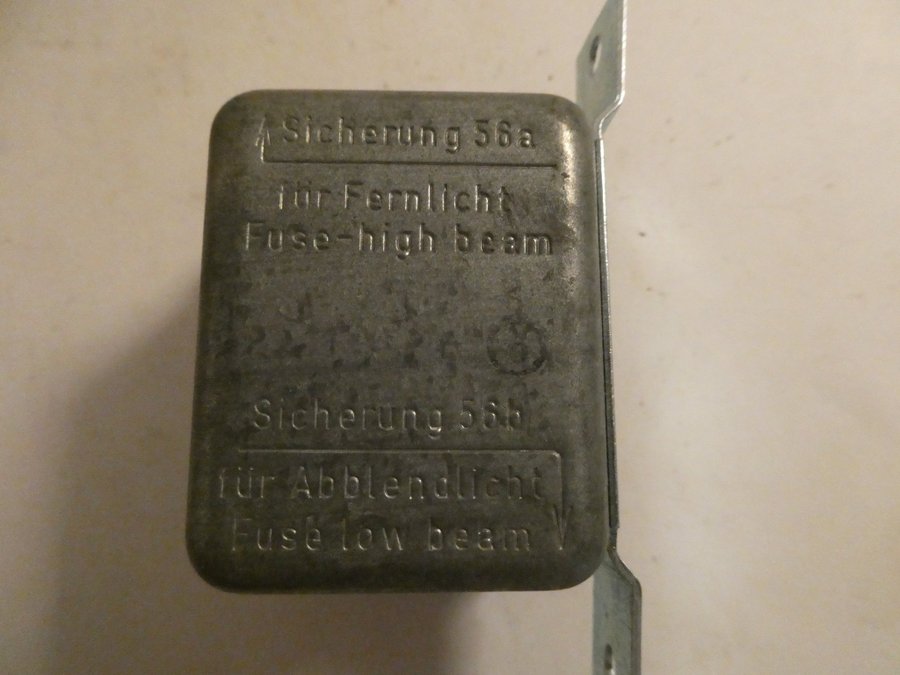 Sicherung 56a
für Fernlicht
Fuse-high beam
Sicherung 56b
für Abblendlicht
Fuse low beam